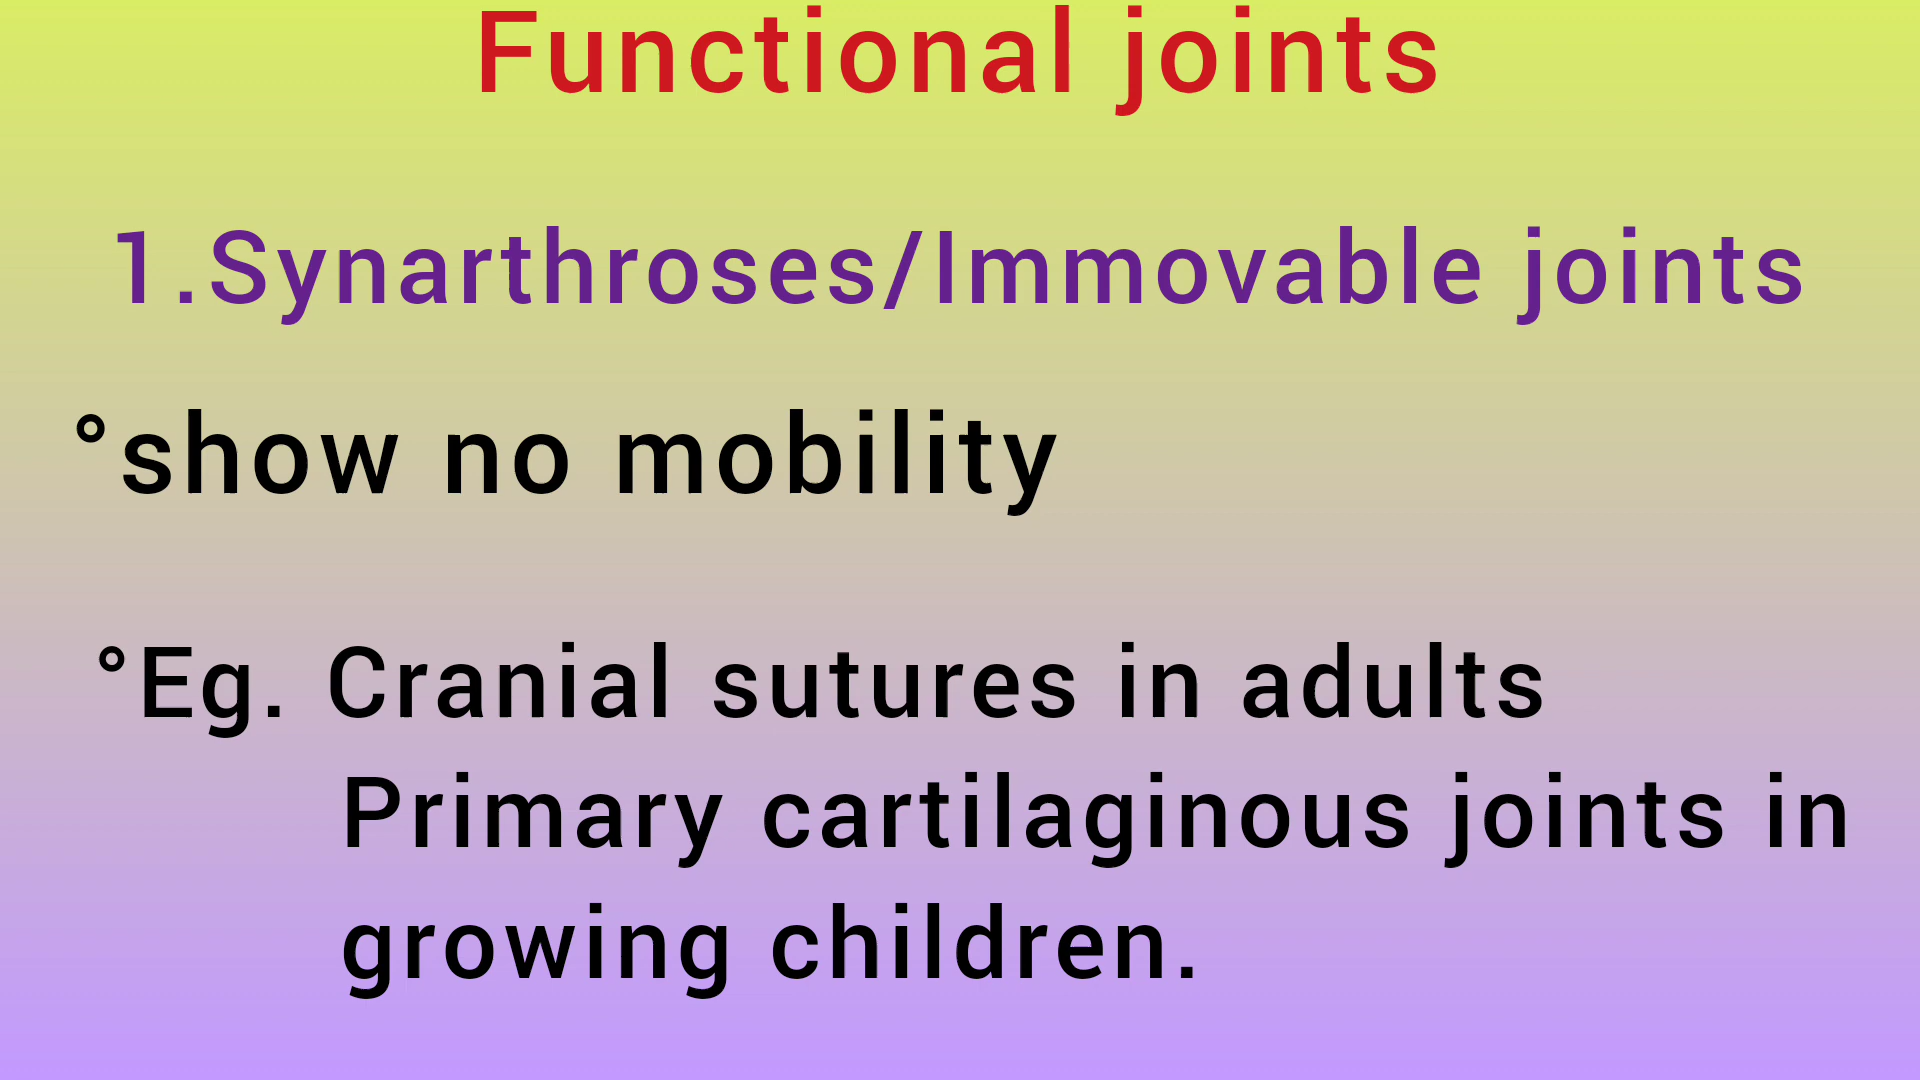 Functional joints
1.Synarthroses/Immovable joints
°show no mobility
°Eg. Cranial sutures in adults
Primary cartilaginous joints in
growing children.